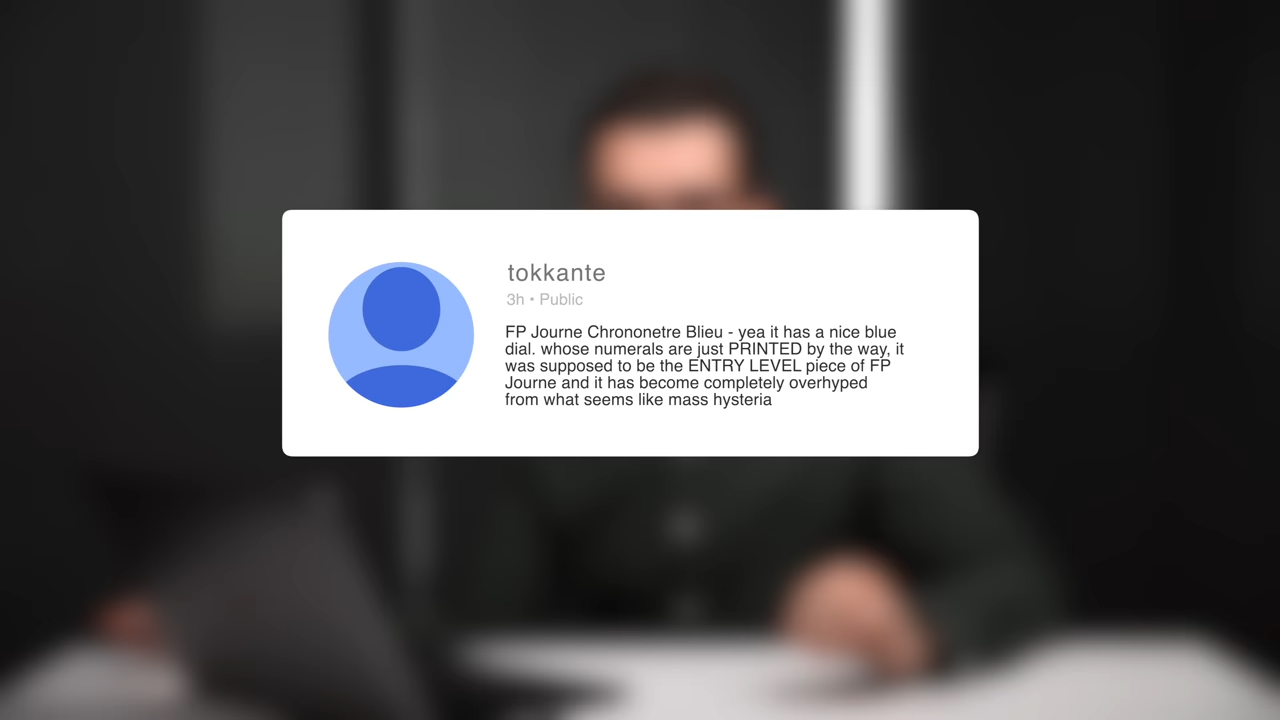 tokkante
3h • Public
FP Journe Chrononetre Blieu - yea it has a nice blue
dial. whose numerals are just PRINTED by the way, it
was supposed to be the ENTRY LEVEL piece of FP
Journe and it has become completely overhyped
from what seems like mass hysteria